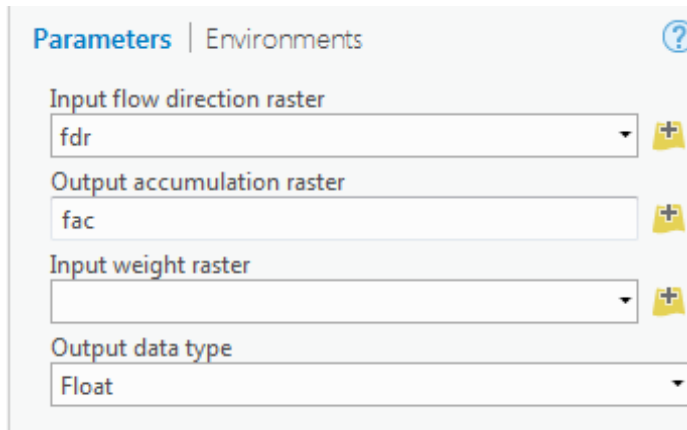 Parameters | Environments
Input flow direction raster
fdr
Output accumulation raster
fac
Input weight raster
Output data type
Float